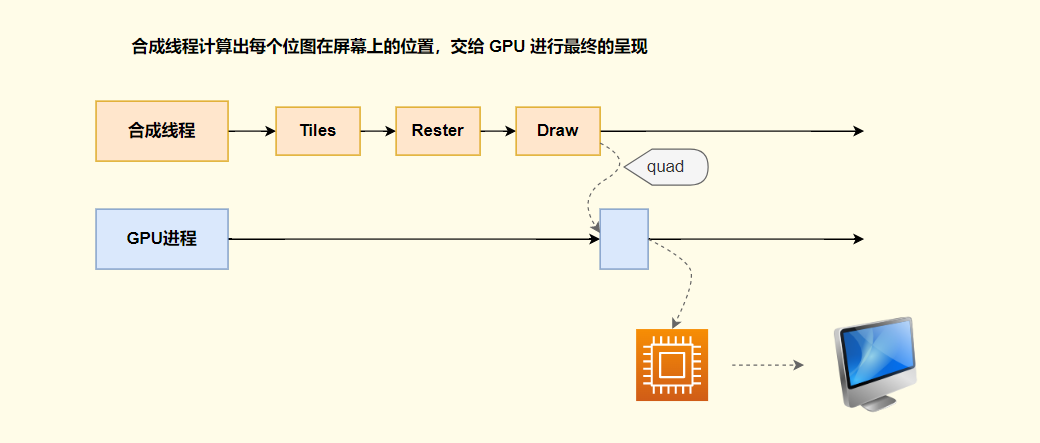 合成线程计算出每个位图在屏幕上的位置，交给 GPU 进行最终的呈现
合成线程
Tiles
Rester
Draw
quad
GPU进程